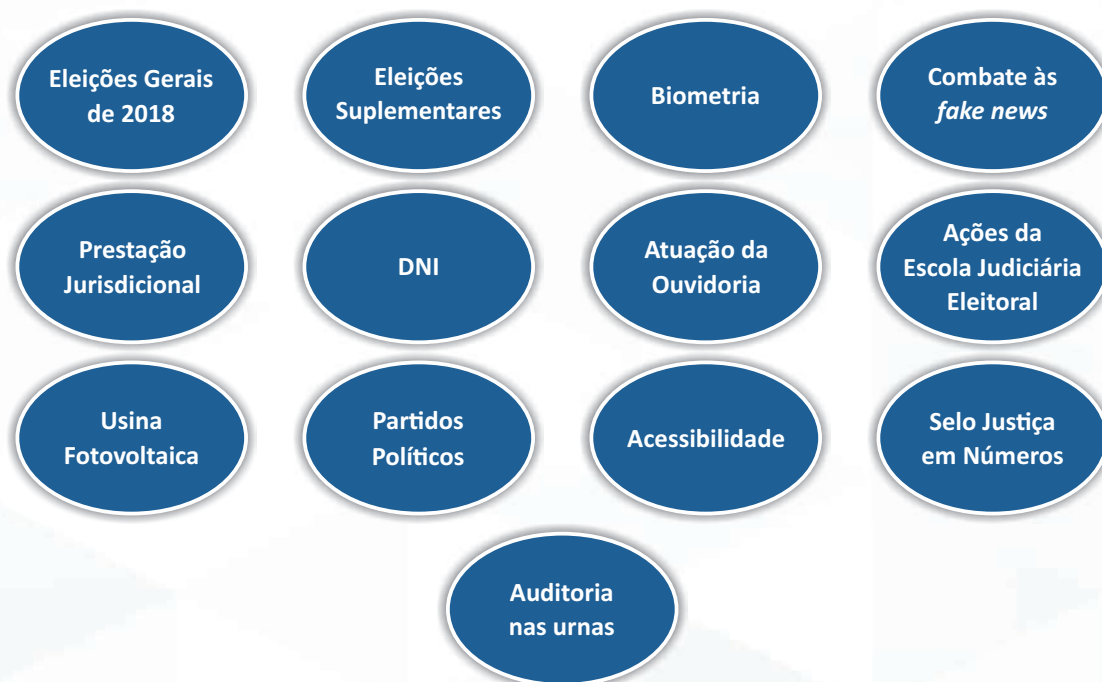 Eleições Gerais
de 2018
Eleições
Suplementares
Biometria
Combate às
fake news
Prestação
Jurisdicional
DNI
Atuação da
Ouvidoria
Ações da
Escola Judiciária
Eleitoral
Usina
Fotovoltaica
Partidos
Políticos
Acessibilidade
Selo Justiça
em Números
Auditoria
nas urnas